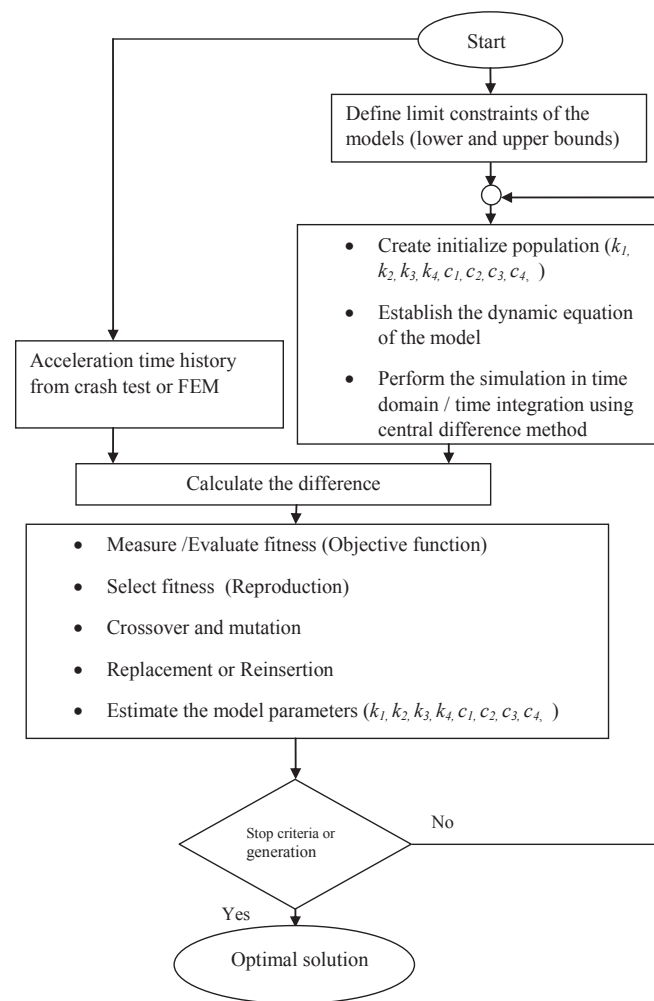 Start
Define limit constraints of the
models (lower and upper bounds)
• Create initialize population (k1,
k2, k3, k4, c1, c2, c3, c4, )
• Establish the dynamic equation
of the model
• Perform the simulation in time
domain / time integration using
central difference method
Acceleration time history
from crash test or FEM
Calculate the difference
• Measure /Evaluate fitness (Objective function)
• Select fitness (Reproduction)
• Crossover and mutation
• Replacement or Reinsertion
• Estimate the model parameters (k1, k2, k3, k4, c1, c2, c3, c4, )
Stop criteria or
generation
No
Yes
Optimal solution